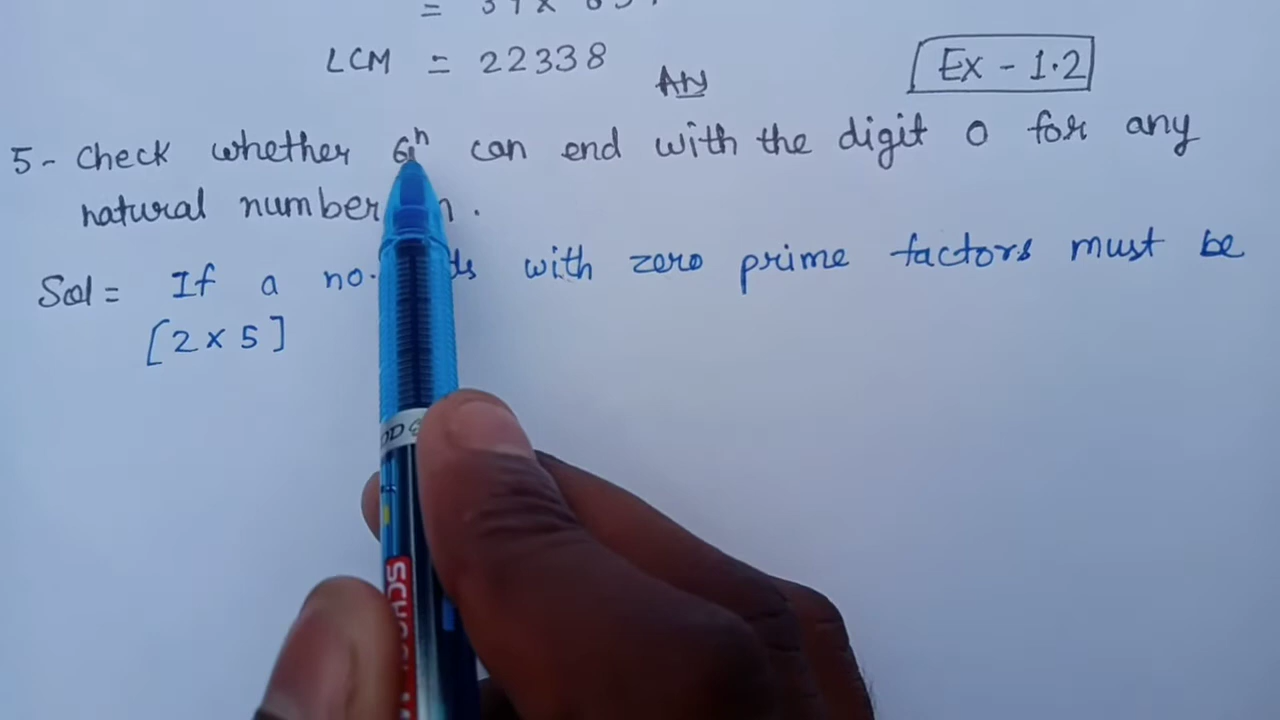 LCM = 22338
Ans
Ex - 1.2
5- Check whether 6ⁿ can end with the digit 0 for any
natural number n.
Sol = If a no. with zero prime factors must be
[2 x 5]